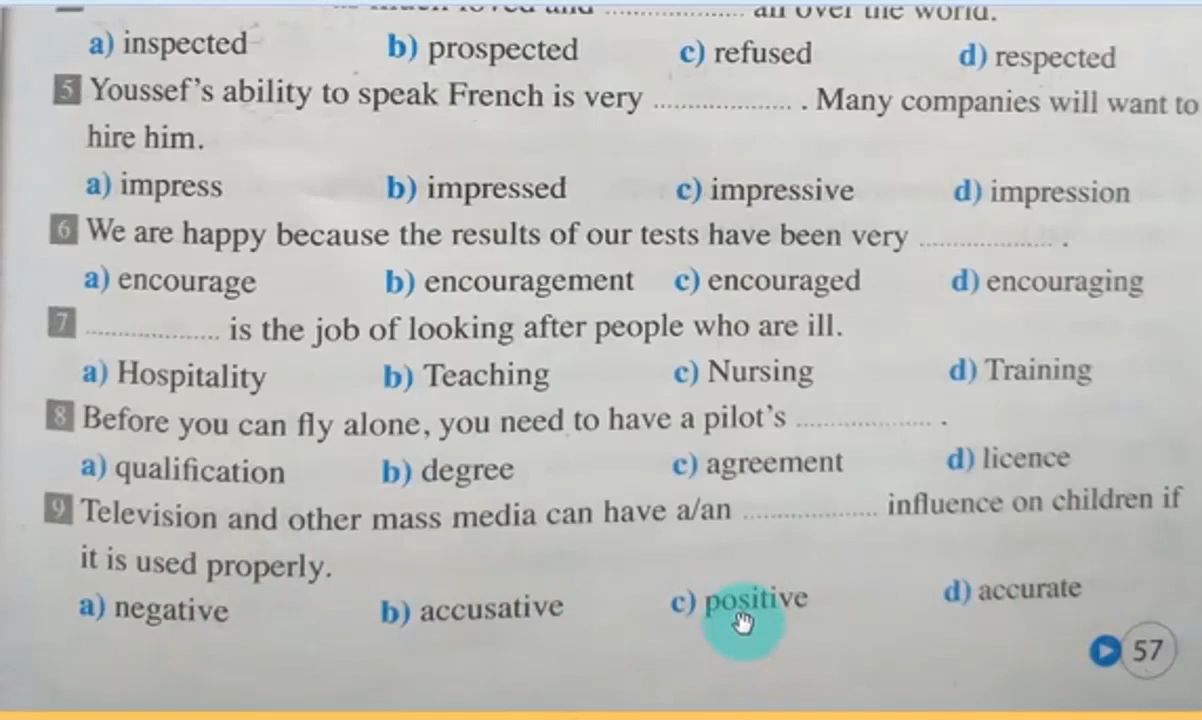 all over the world.
a) inspected b) prospected c) refused d) respected
5 Youssef's ability to speak French is very .................. . Many companies will want to
hire him.
a) impress b) impressed c) impressive d) impression
6 We are happy because the results of our tests have been very .................. .
a) encourage b) encouragement c) encouraged d) encouraging
7 .................. is the job of looking after people who are ill.
a) Hospitality b) Teaching c) Nursing d) Training
8 Before you can fly alone, you need to have a pilot's .................. .
a) qualification b) degree c) agreement d) licence
9 Television and other mass media can have a/an .................. influence on children if
it is used properly.
a) negative b) accusative c) positive d) accurate
57